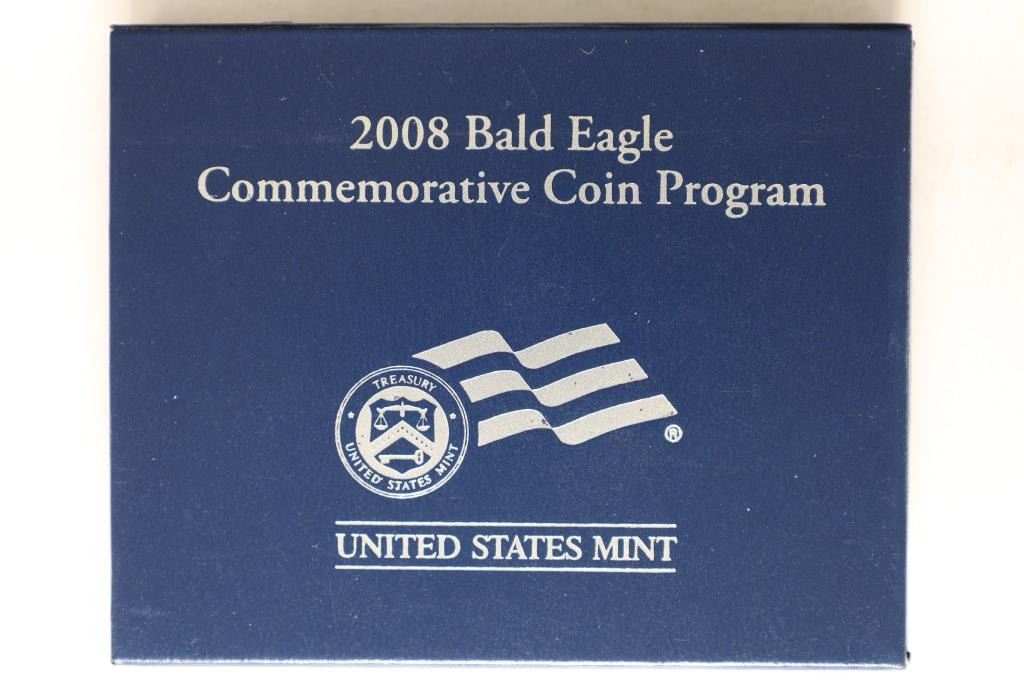 2008 Bald Eagle
Commemorative Coin Program
TREASURY
UNITED STATES MINT
®
UNITED STATES MINT